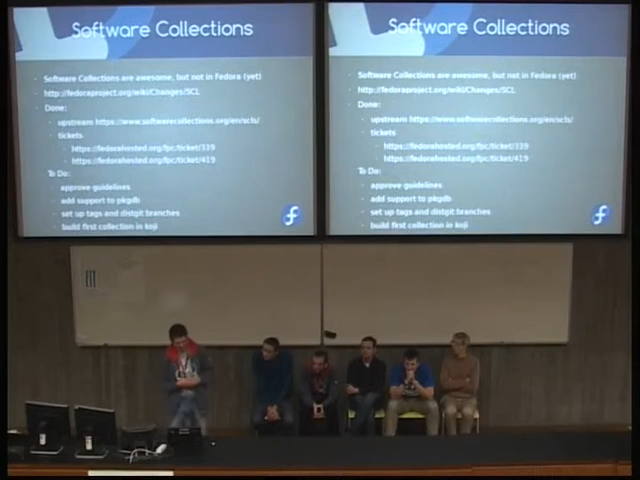 Software Collections
Software Collections are awesome, but not in Fedora (yet)
http://fedoraproject.org/wiki/Changes/SCL
Done:
upstream https://www.softwarecollections.org/en/scls/
tickets
https://fedorahosted.org/fpc/ticket/339
https://fedorahosted.org/fpc/ticket/419
To Do:
approve guidelines
add support to pkgdb
set up tags and distgit branches
build first collection in koji
Software Collections
Software Collections are awesome, but not in Fedora (yet)
http://fedoraproject.org/wiki/Changes/SCL
Done:
upstream https://www.softwarecollections.org/en/scls/
tickets
https://fedorahosted.org/fpc/ticket/339
https://fedorahosted.org/fpc/ticket/419
To Do:
approve guidelines
add support to pkgdb
set up tags and distgit branches
build first collection in koji